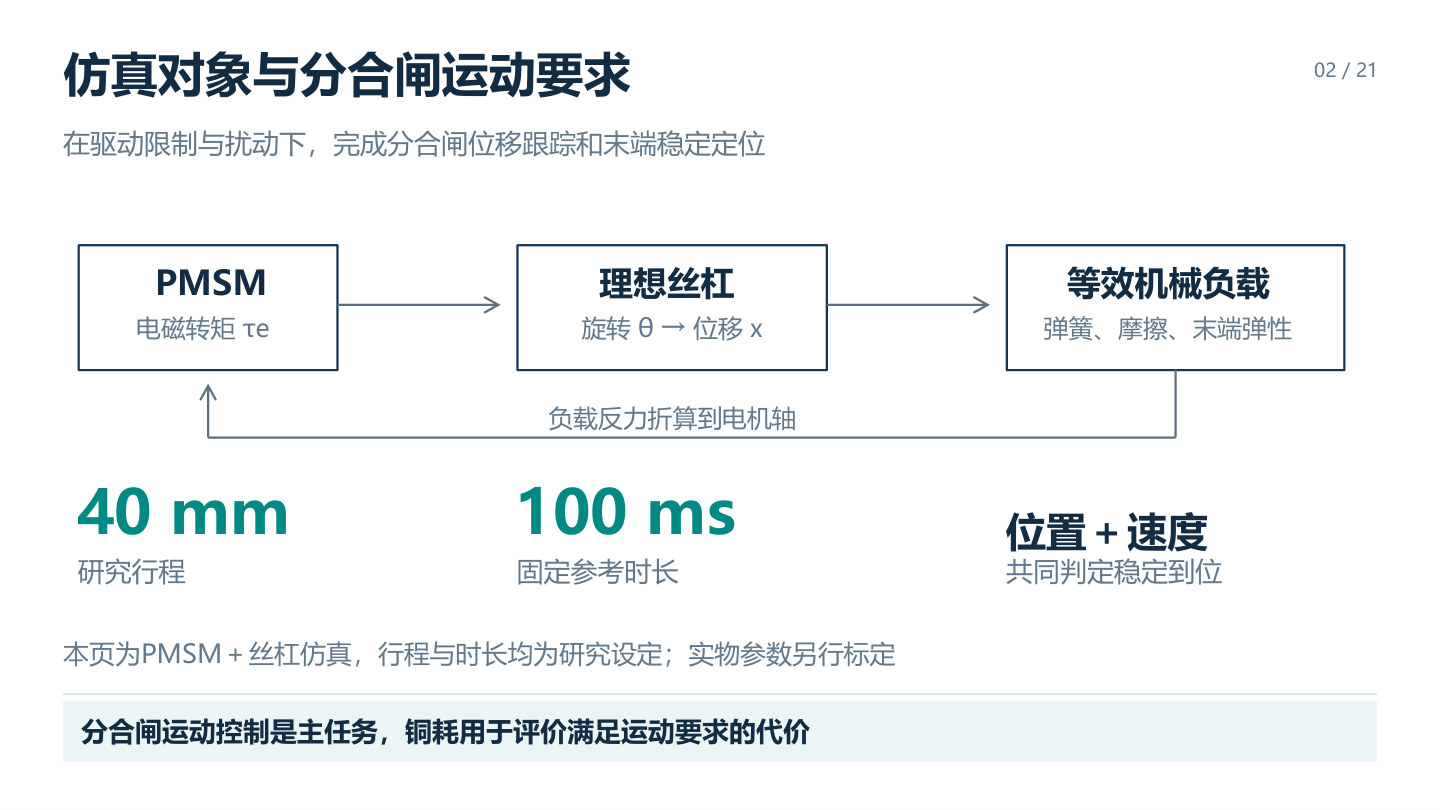 仿真对象与分合闸运动要求
02 / 21
在驱动限制与扰动下，完成分合闸位移跟踪和末端稳定定位
PMSM
电磁转矩 τe
理想丝杠
旋转 θ → 位移 x
等效机械负载
弹簧、摩擦、末端弹性
负载反力折算到电机轴
40 mm
研究行程
100 ms
固定参考时长
位置 + 速度
共同判定稳定到位
本页为PMSM + 丝杠仿真，行程与时长均为研究设定；实物参数另行标定
分合闸运动控制是主任务，铜耗用于评价满足运动要求的代价